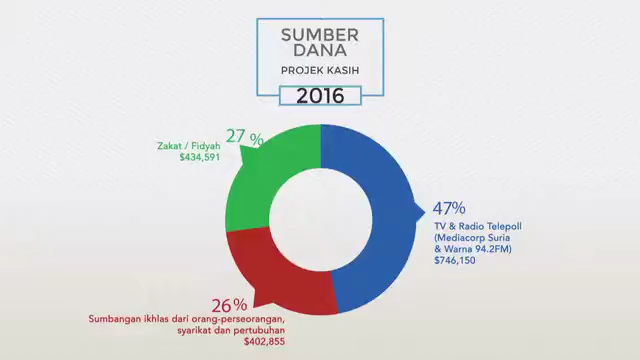 SUMBER
DANA
PROJEK KASIH
2016
27 %
Zakat / Fidyah
$434,591
47%
TV & Radio Telepoll
(Mediacorp Suria
& Warna 94.2FM)
$746,150
26%
Sumbangan ikhlas dari orang-perseorangan,
syarikat dan pertubuhan
$402,855